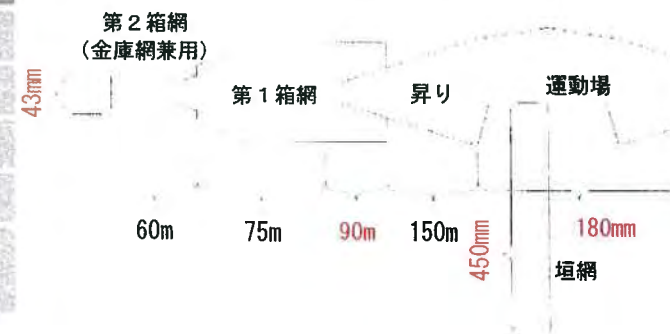 第2箱網
(金庫網兼用)
43mm
第1箱網
昇り
運動場
60m
75m
90m
150m
450mm
180mm
垣網